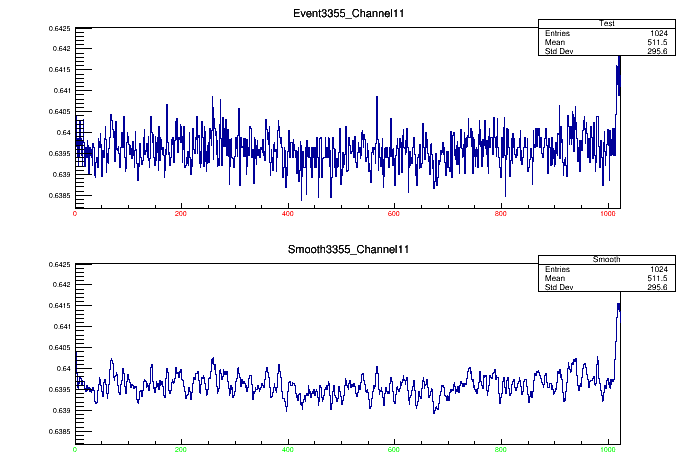 Event3355_Channel11
Test
Entries 1024
Mean 511.5
Std Dev 295.6
0.6425
0.642
0.6415
0.641
0.6405
0.64
0.6395
0.639
0.6385
0 200 400 600 800 1000
Smooth3355_Channel11
Smooth
Entries 1024
Mean 511.5
Std Dev 295.6
0.6425
0.642
0.6415
0.641
0.6405
0.64
0.6395
0.639
0.6385
0 200 400 600 800 1000